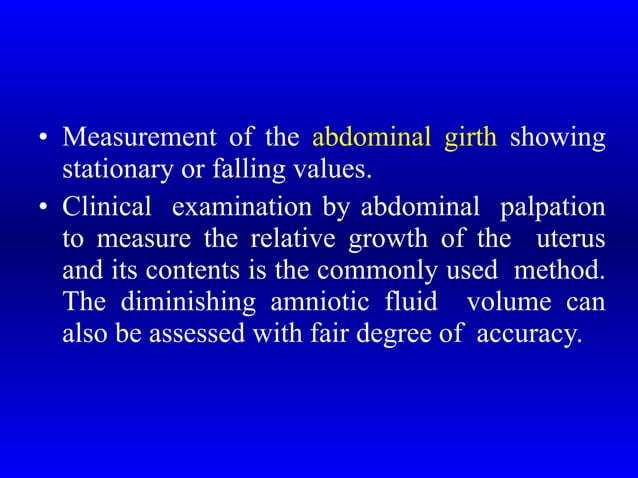 • Measurement of the abdominal girth showing
stationary or falling values.
• Clinical examination by abdominal palpation
to measure the relative growth of the uterus
and its contents is the commonly used method.
The diminishing amniotic fluid volume can
also be assessed with fair degree of accuracy.